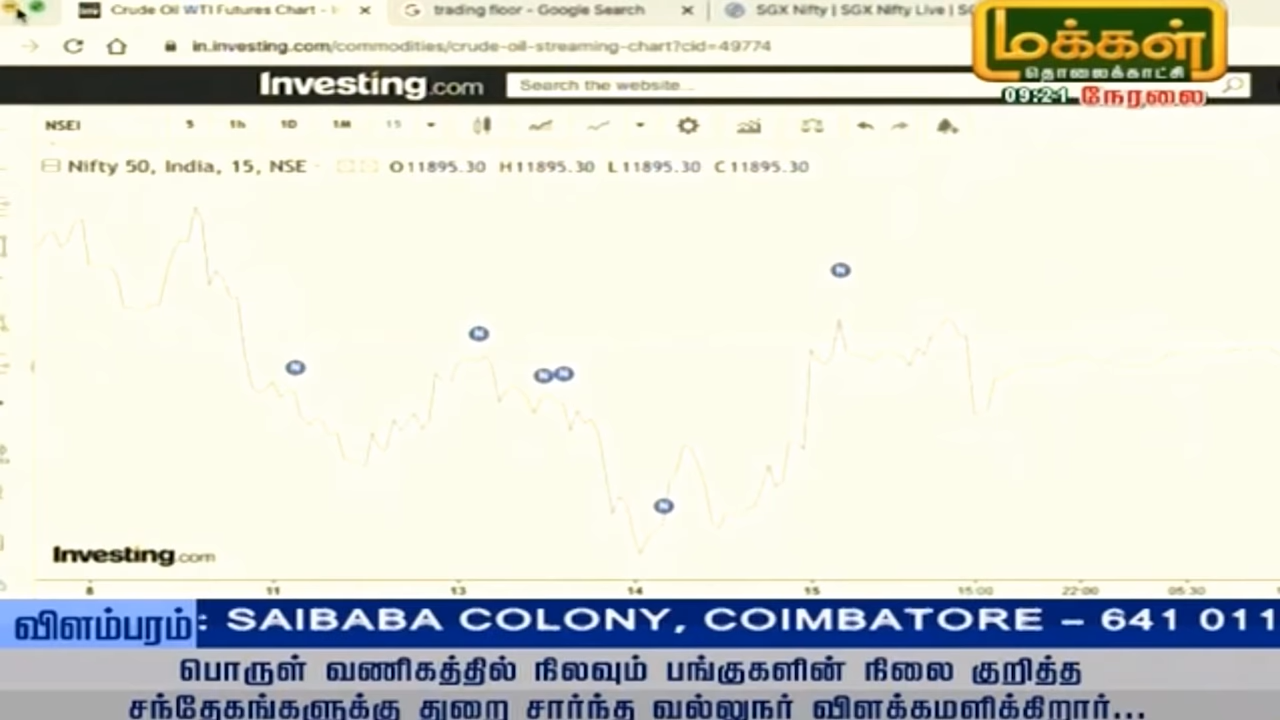 Crude Oil WTI Futures Chart -
trading floor - Google Search
SGX Nifty | SGX Nifty Live |
மக்கள்
தொலைக்காட்சி
09:21 நேரலை
in.investing.com/commodities/crude-oil-streaming-chart?cid=49774
Investing.com
Search the website...
NSEI 5 1h 1D 1M 15
Nifty 50, India, 15, NSE O11895.30 H11895.30 L11895.30 C11895.30
N
N
N N
N
N
Investing.com
8 11 13 14 15 15:00 22:00 05:30
விளம்பரம் : SAIBABA COLONY, COIMBATORE – 641 011
பொருள் வணிகத்தில் நிலவும் பங்குகளின் நிலை குறித்த
சந்தேகங்களுக்கு துறை சார்ந்த வல்லுநர் விளக்கமளிக்கிறார்...